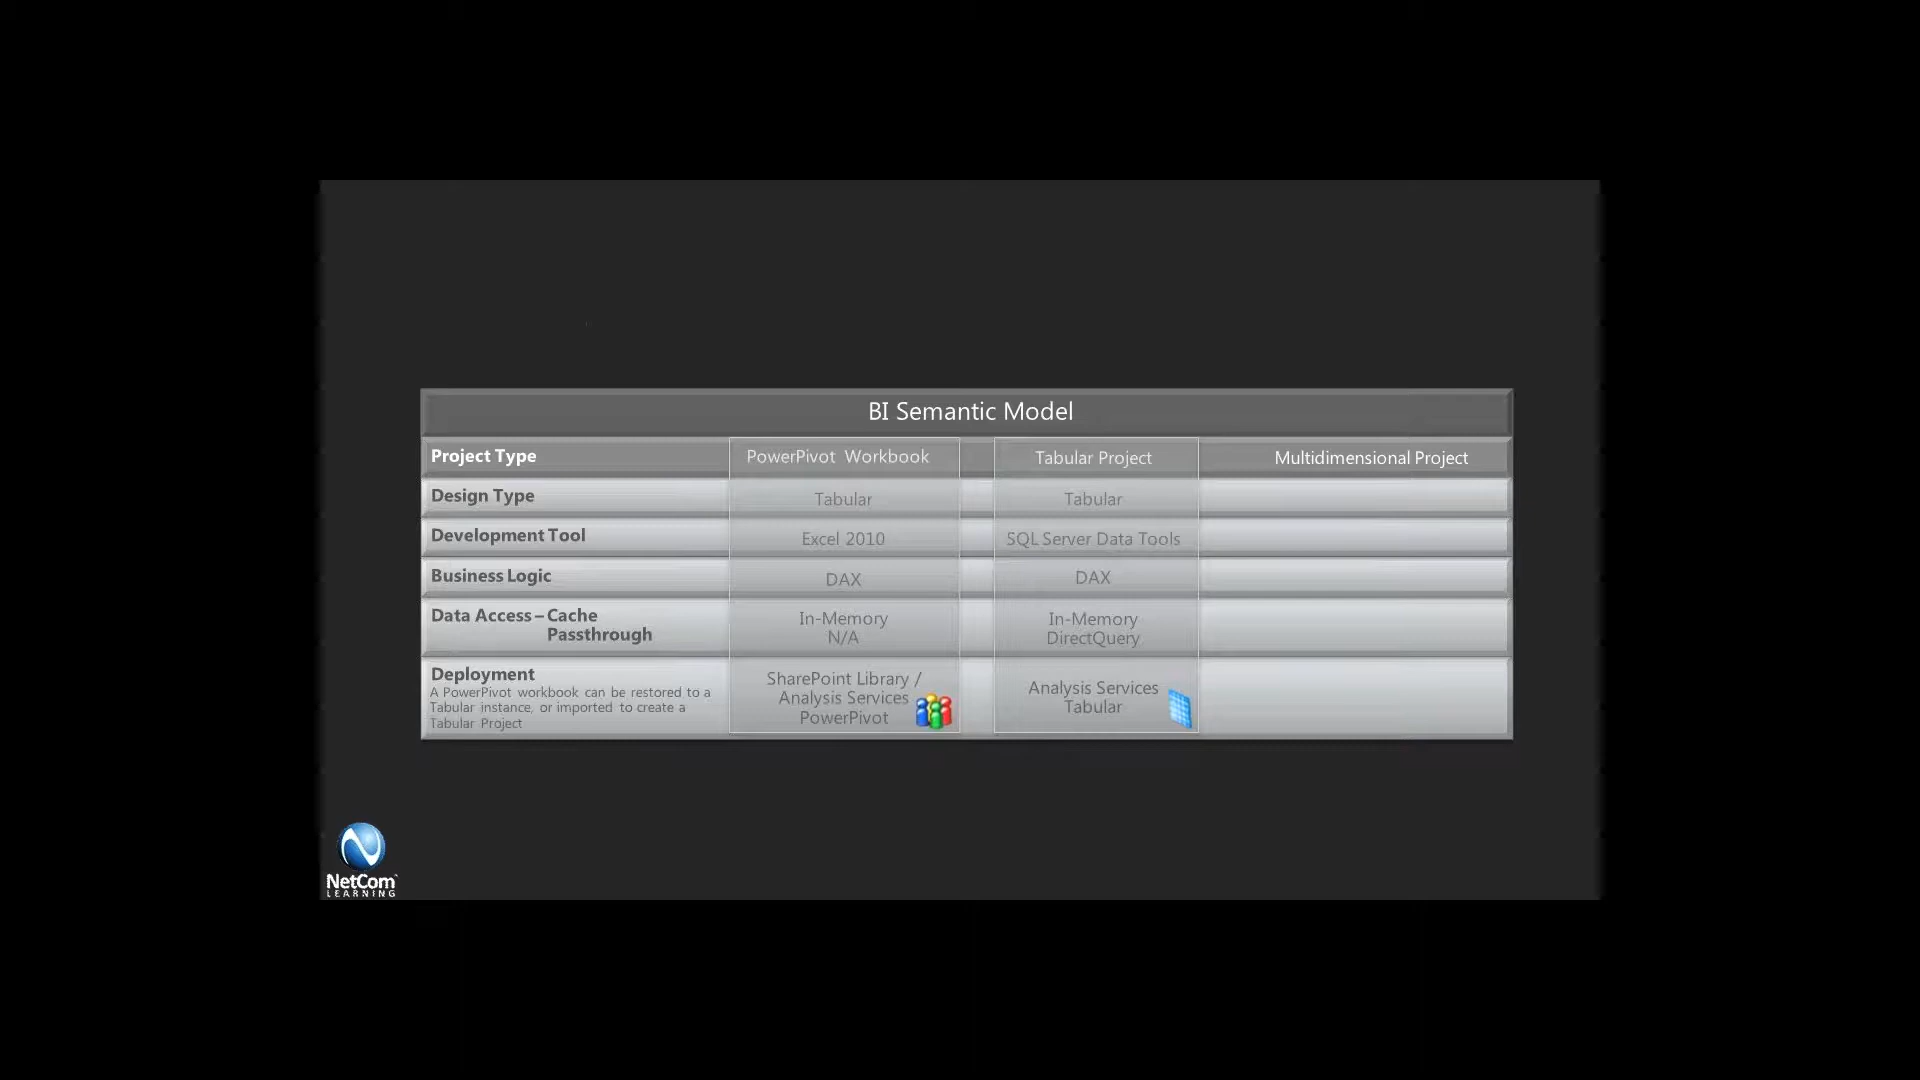 BI Semantic Model
Project Type PowerPivot Workbook Tabular Project Multidimensional Project
Design Type Tabular Tabular
Development Tool Excel 2010 SQL Server Data Tools
Business Logic DAX DAX
Data Access – Cache In-Memory In-Memory
Passthrough N/A DirectQuery
Deployment
A PowerPivot workbook can be restored to a
Tabular instance, or imported to create a
Tabular Project
SharePoint Library /
Analysis Services
PowerPivot
Analysis Services
Tabular
NetCom
LEARNING